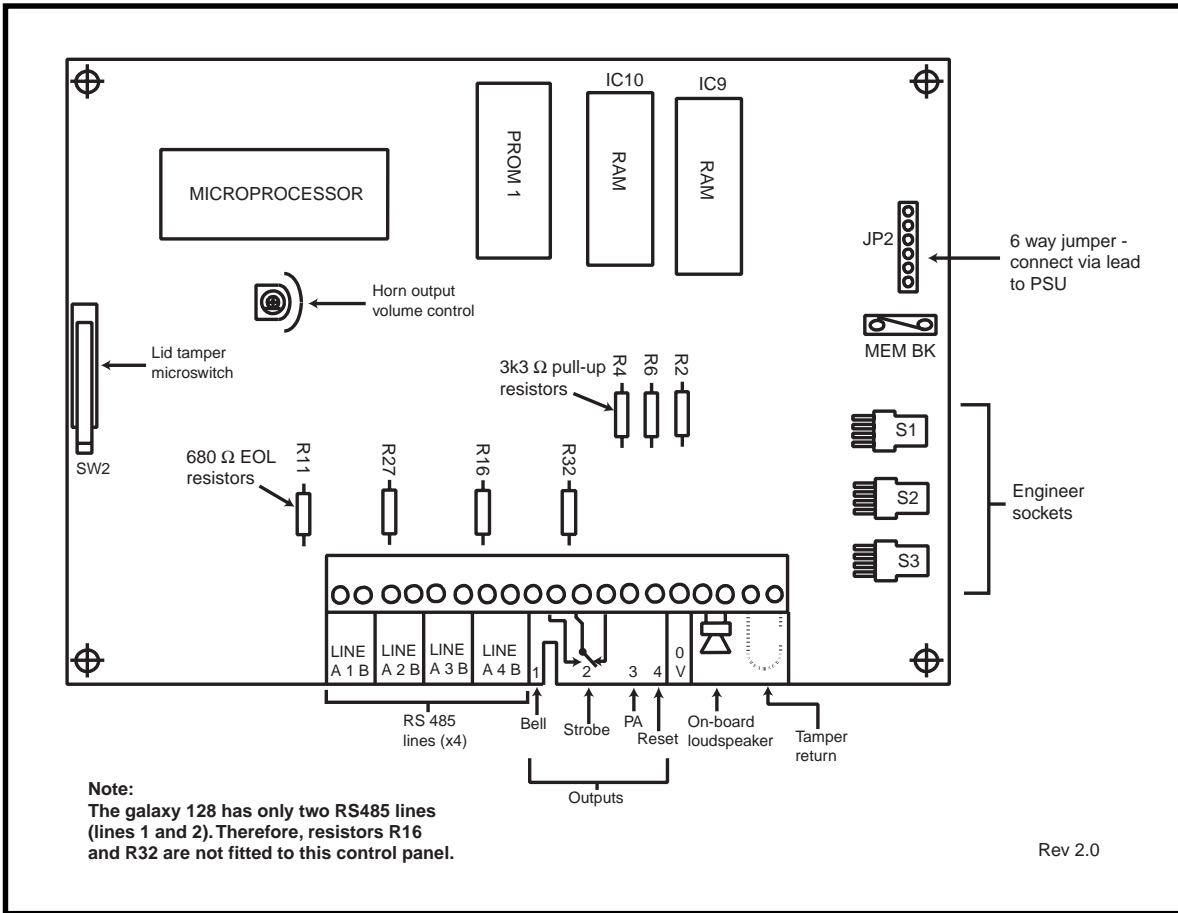 IC10
IC9
MICROPROCESSOR
PROM 1
RAM
RAM
JP2
6 way jumper -
connect via lead
to PSU
Horn output
volume control
MEM BK
Lid tamper
microswitch
SW2
3k3 Ω pull-up
resistors
R4
R6
R2
680 Ω EOL
resistors
R11
R27
R16
R32
S1
S2
S3
Engineer
sockets
LINE
A 1 B
LINE
A 2 B
LINE
A 3 B
LINE
A 4 B
1
2
3
4
0
V
RS 485
lines (x4)
Bell
Strobe
PA
Reset
On-board
loudspeaker
Tamper
return
Outputs
Note:
The galaxy 128 has only two RS485 lines
(lines 1 and 2). Therefore, resistors R16
and R32 are not fitted to this control panel.
Rev 2.0